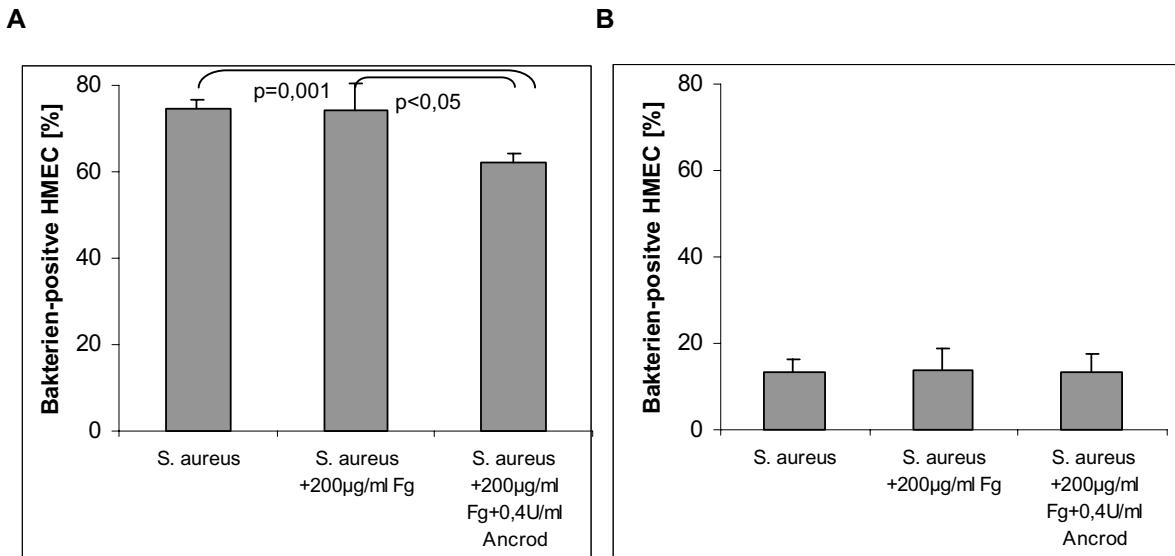 A
Bakterien-positve HMEC [%]
80
60
40
20
0
p=0,001
p<0,05
S. aureus
S. aureus
+200µg/ml Fg
S. aureus
+200µg/ml
Fg+0,4U/ml
Ancrod
B
Bakterien-positve HMEC [%]
80
60
40
20
0
S. aureus
S. aureus
+200µg/ml Fg
S. aureus
+200µg/ml
Fg+0,4U/ml
Ancrod